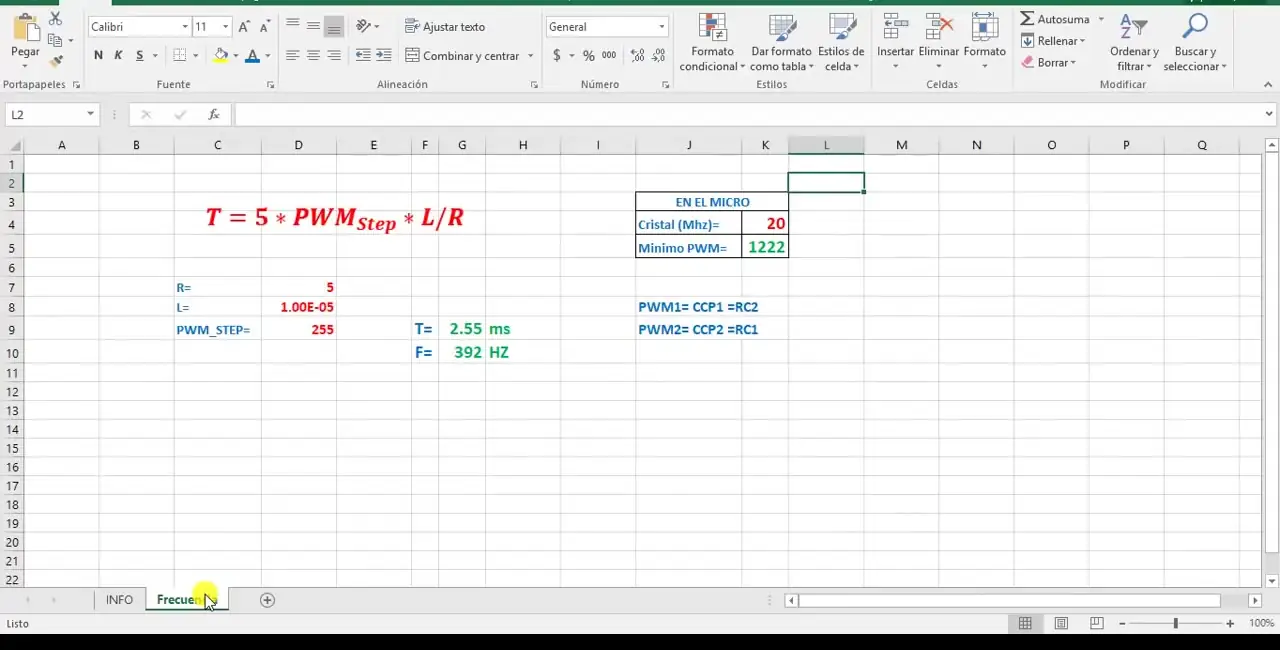 Pegar
Portapapeles
Calibri
11
N K S
Fuente
Ajustar texto
Combinar y centrar
Alineación
General
$ % 000
Número
Formato condicional
Dar formato como tabla
Estilos de celda
Estilos
Insertar
Eliminar
Formato
Celdas
Autosuma
Rellenar
Borrar
Ordenar y filtrar
Buscar y seleccionar
Modificar
L2
fx
A B C D E F G H I J K L M N O P Q
1
2
3 EN EL MICRO
T = 5 * PWM_Step * L/R
4 Cristal (Mhz)= 20
5 Minimo PWM= 1222
6
7 R= 5
8 L= 1.00E-05 PWM1= CCP1 =RC2
9 PWM_STEP= 255 T= 2.55 ms PWM2= CCP2 =RC1
10 F= 392 HZ
11
12
13
14
15
16
17
18
19
20
21
22
INFO
Listo
100%